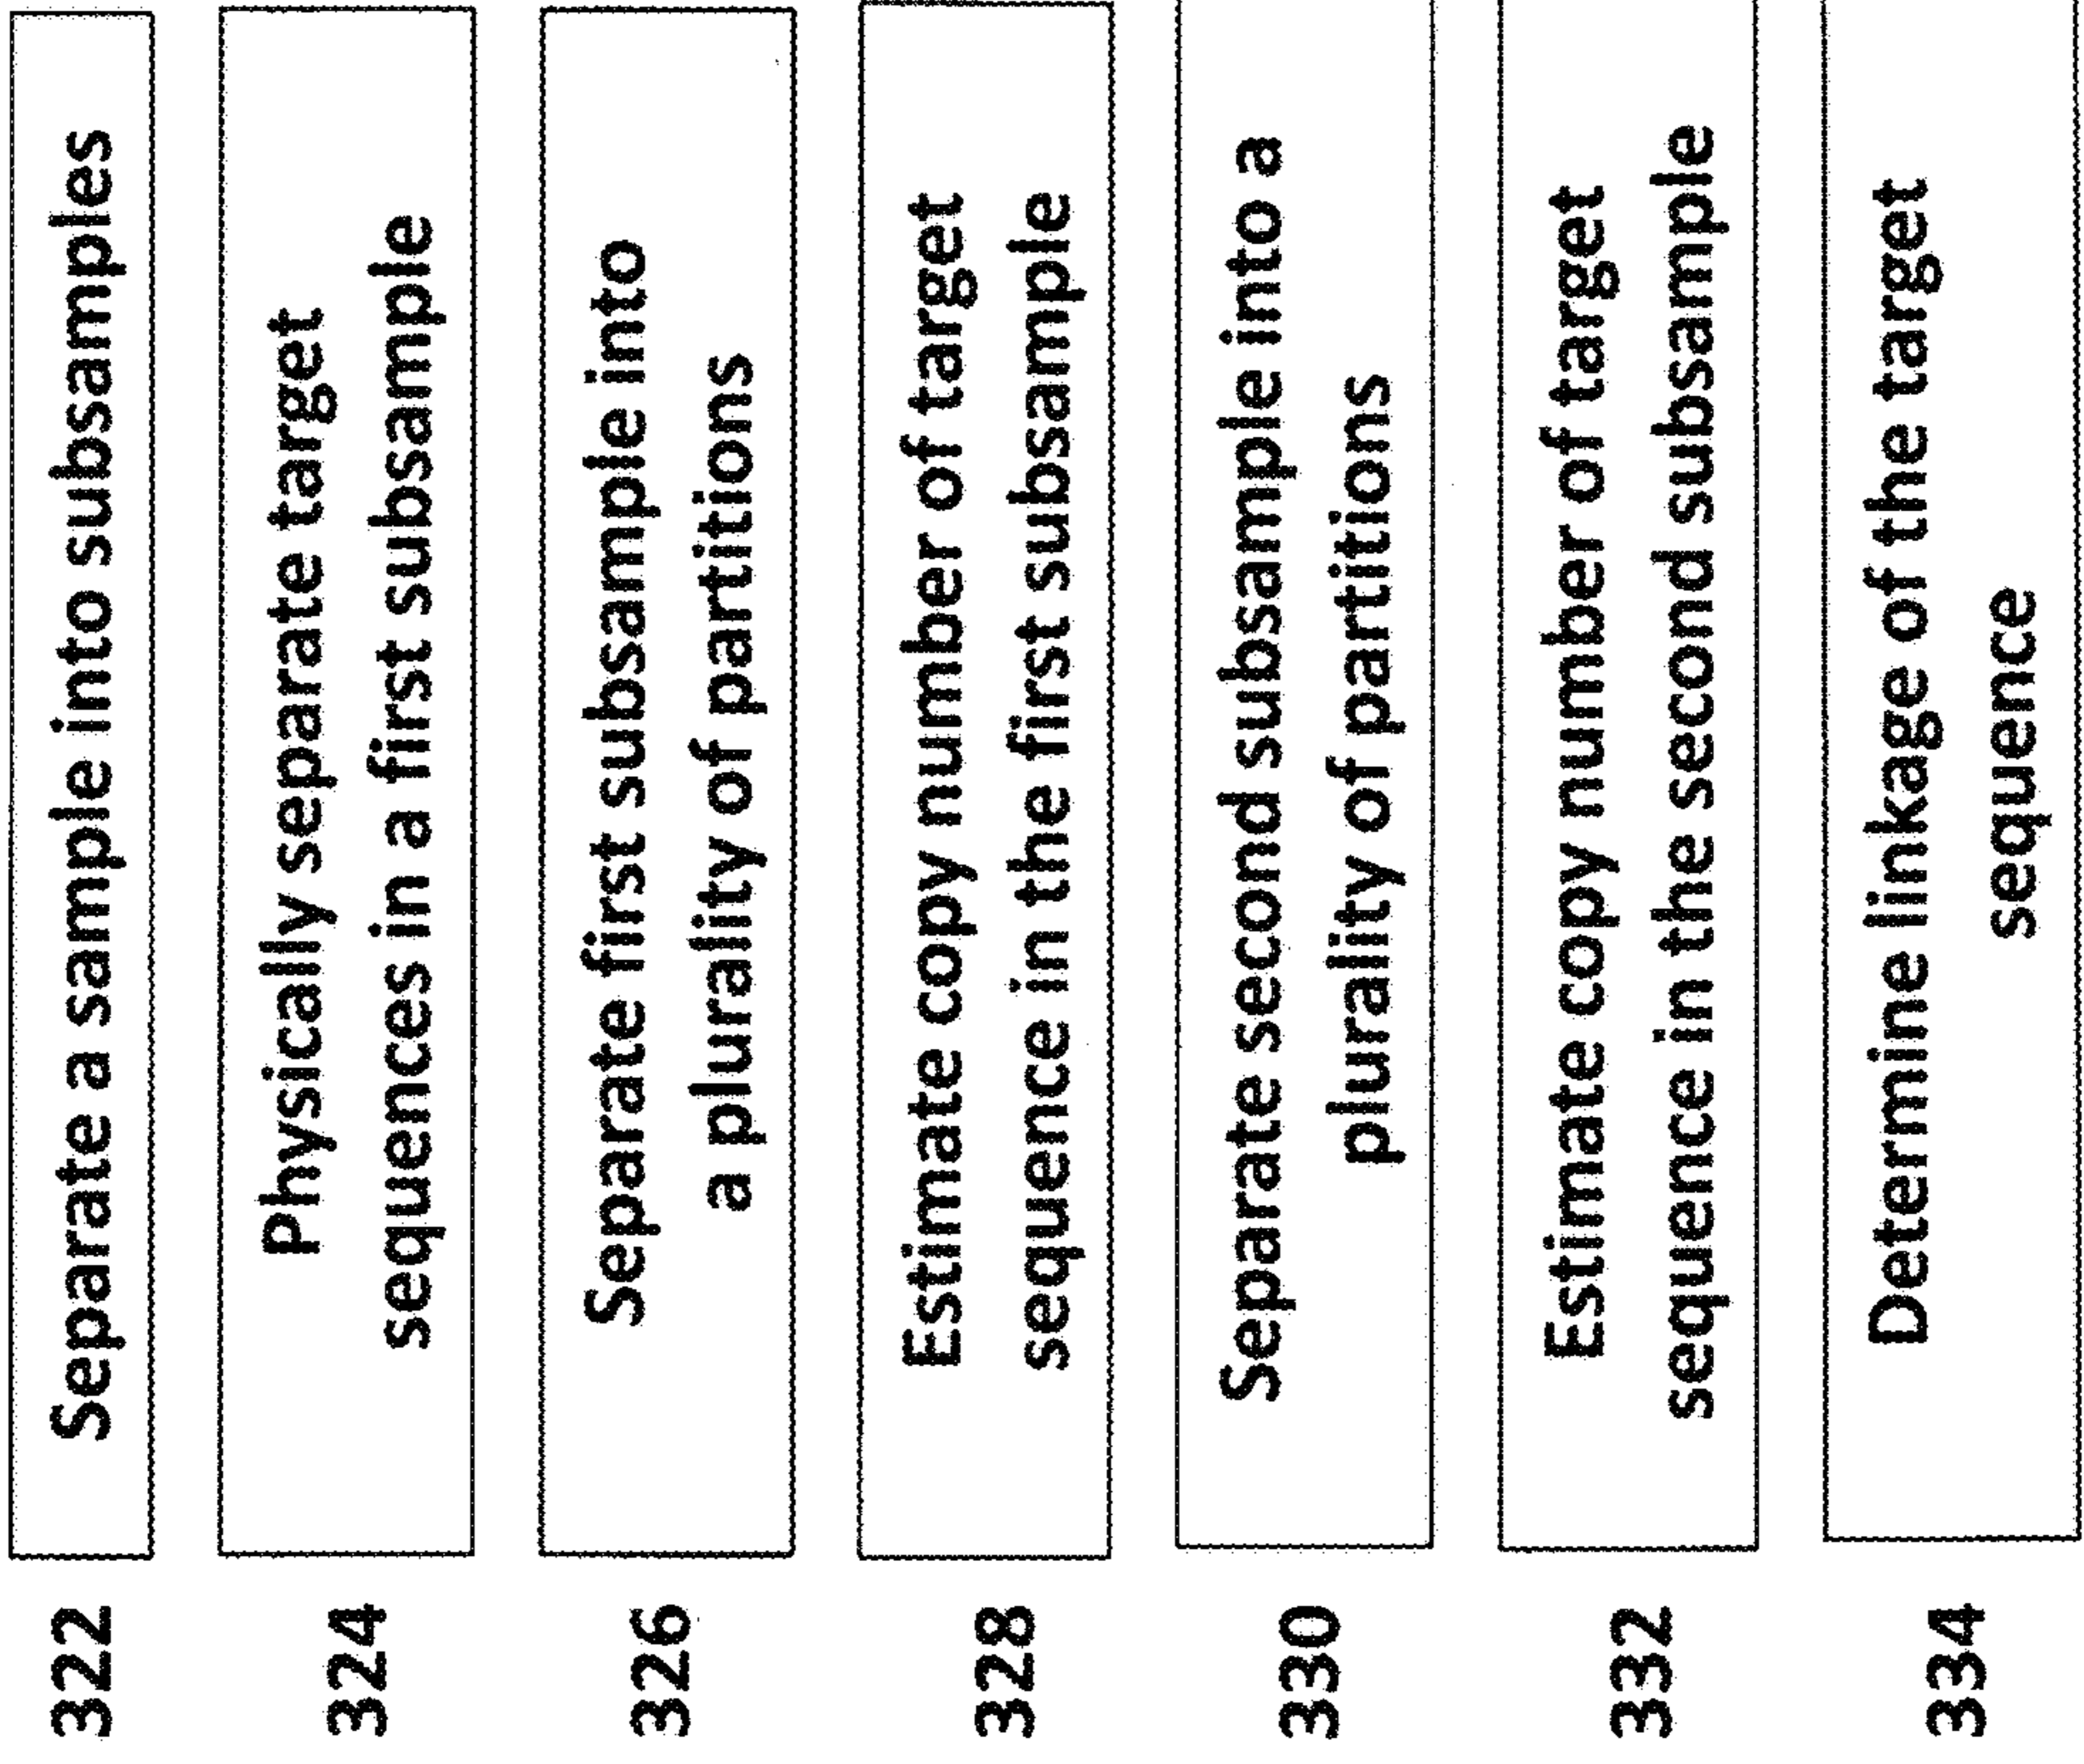 322
Separate a sample into subsamples
324
Physically separate target
sequences in a first subsample
326
Separate first subsample into
a plurality of partitions
328
Estimate copy number of target
sequence in the first subsample
330
Separate second subsample into a
plurality of partitions
332
Estimate copy number of target
sequence in the second subsample
334
Determine linkage of the target
sequence